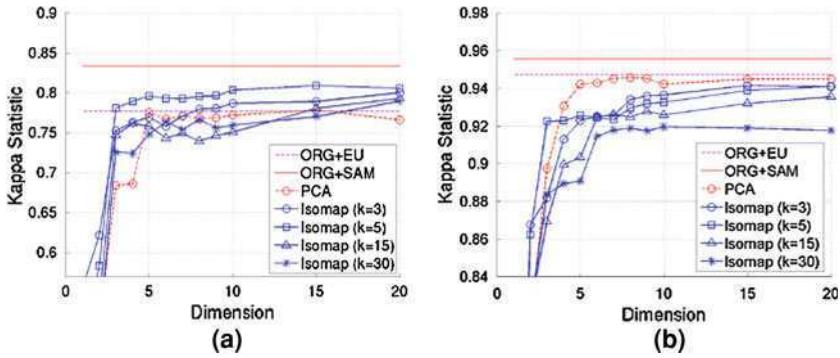 0.9
0.85
0.8
0.75
0.7
0.65
0.6
Kappa Statistic
0 5 10 15 20
Dimension
ORG+EU
ORG+SAM
PCA
Isomap (k=3)
Isomap (k=5)
Isomap (k=15)
Isomap (k=30)
(a)
0.98
0.96
0.94
0.92
0.9
0.88
0.86
0.84
Kappa Statistic
0 5 10 15 20
Dimension
ORG+EU
ORG+SAM
PCA
Isomap (k=3)
Isomap (k=5)
Isomap (k=15)
Isomap (k=30)
(b)